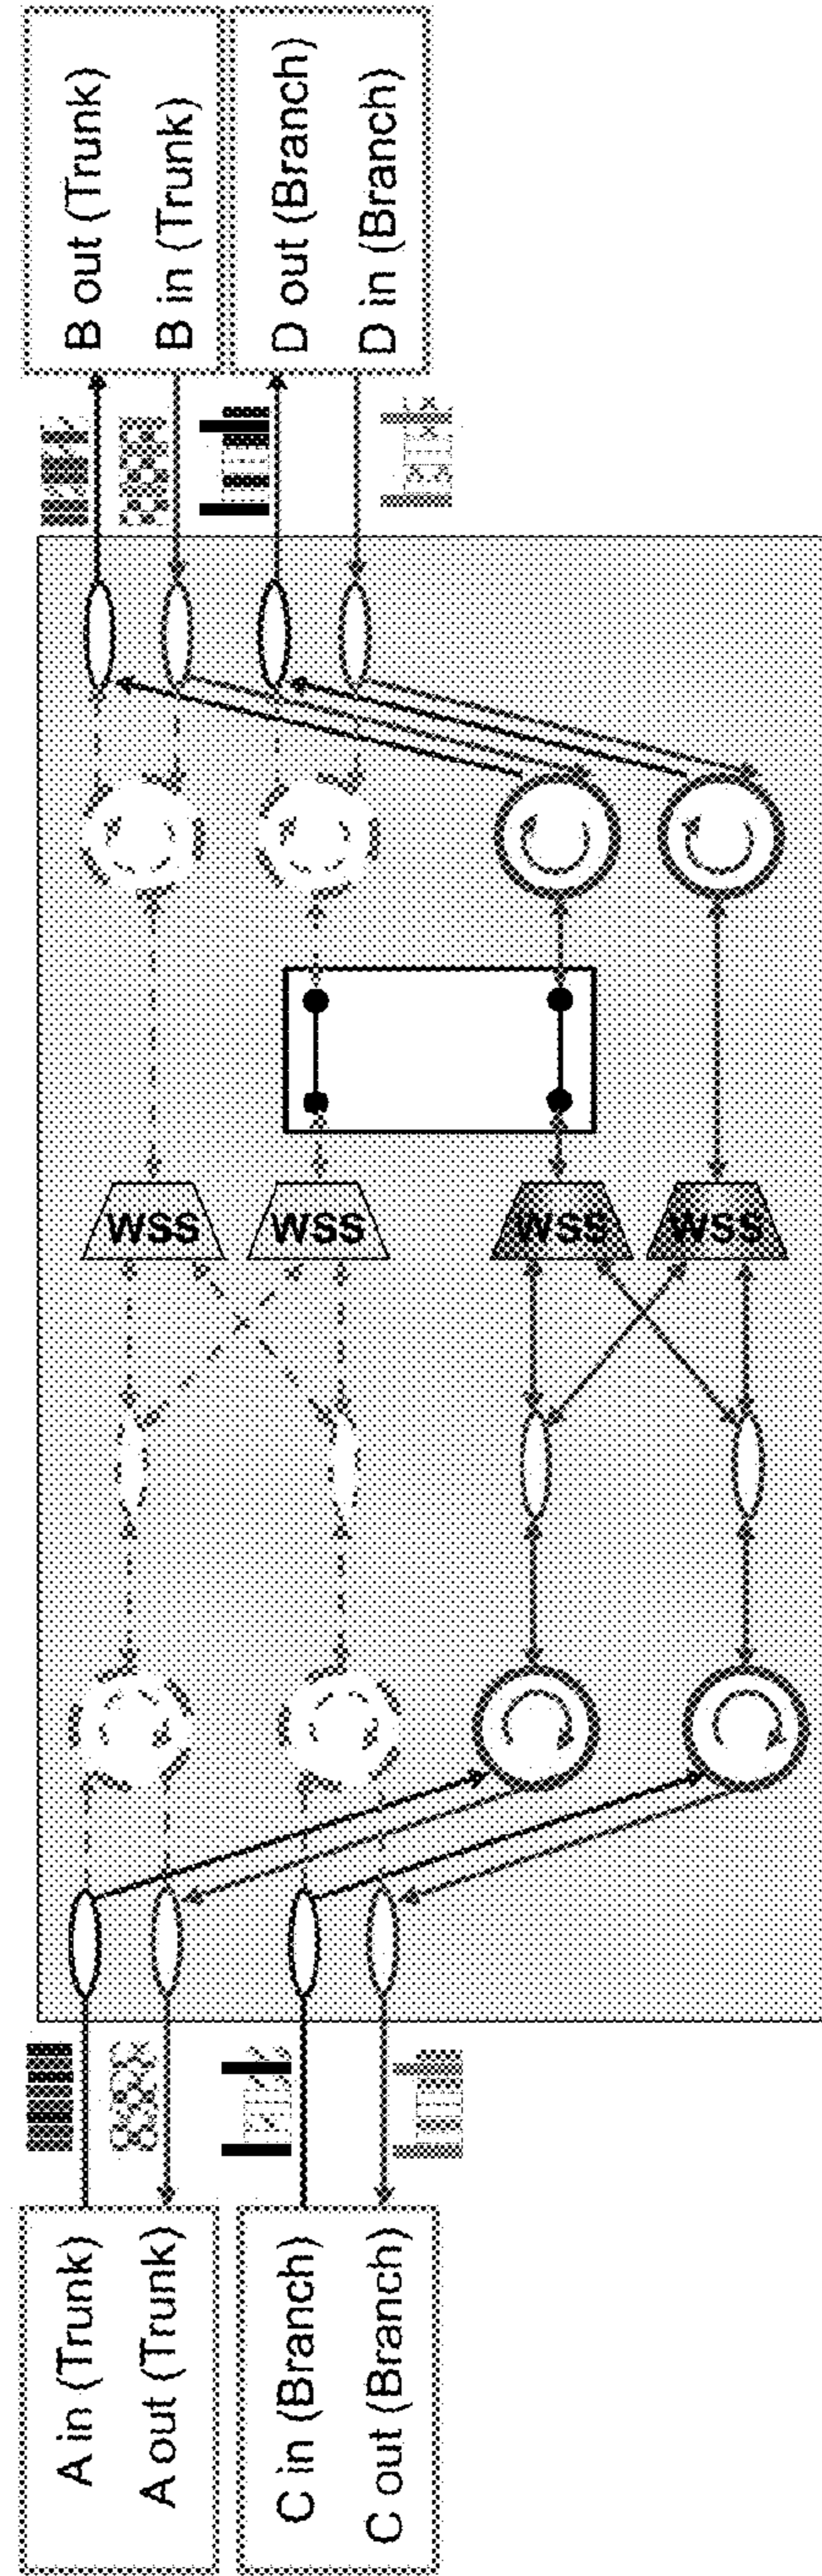 A in (Trunk)
A out (Trunk)
C in (Branch)
C out (Branch)
WSS
WSS
WSS
WSS
B out (Trunk)
B in (Trunk)
D out (Branch)
D in (Branch)